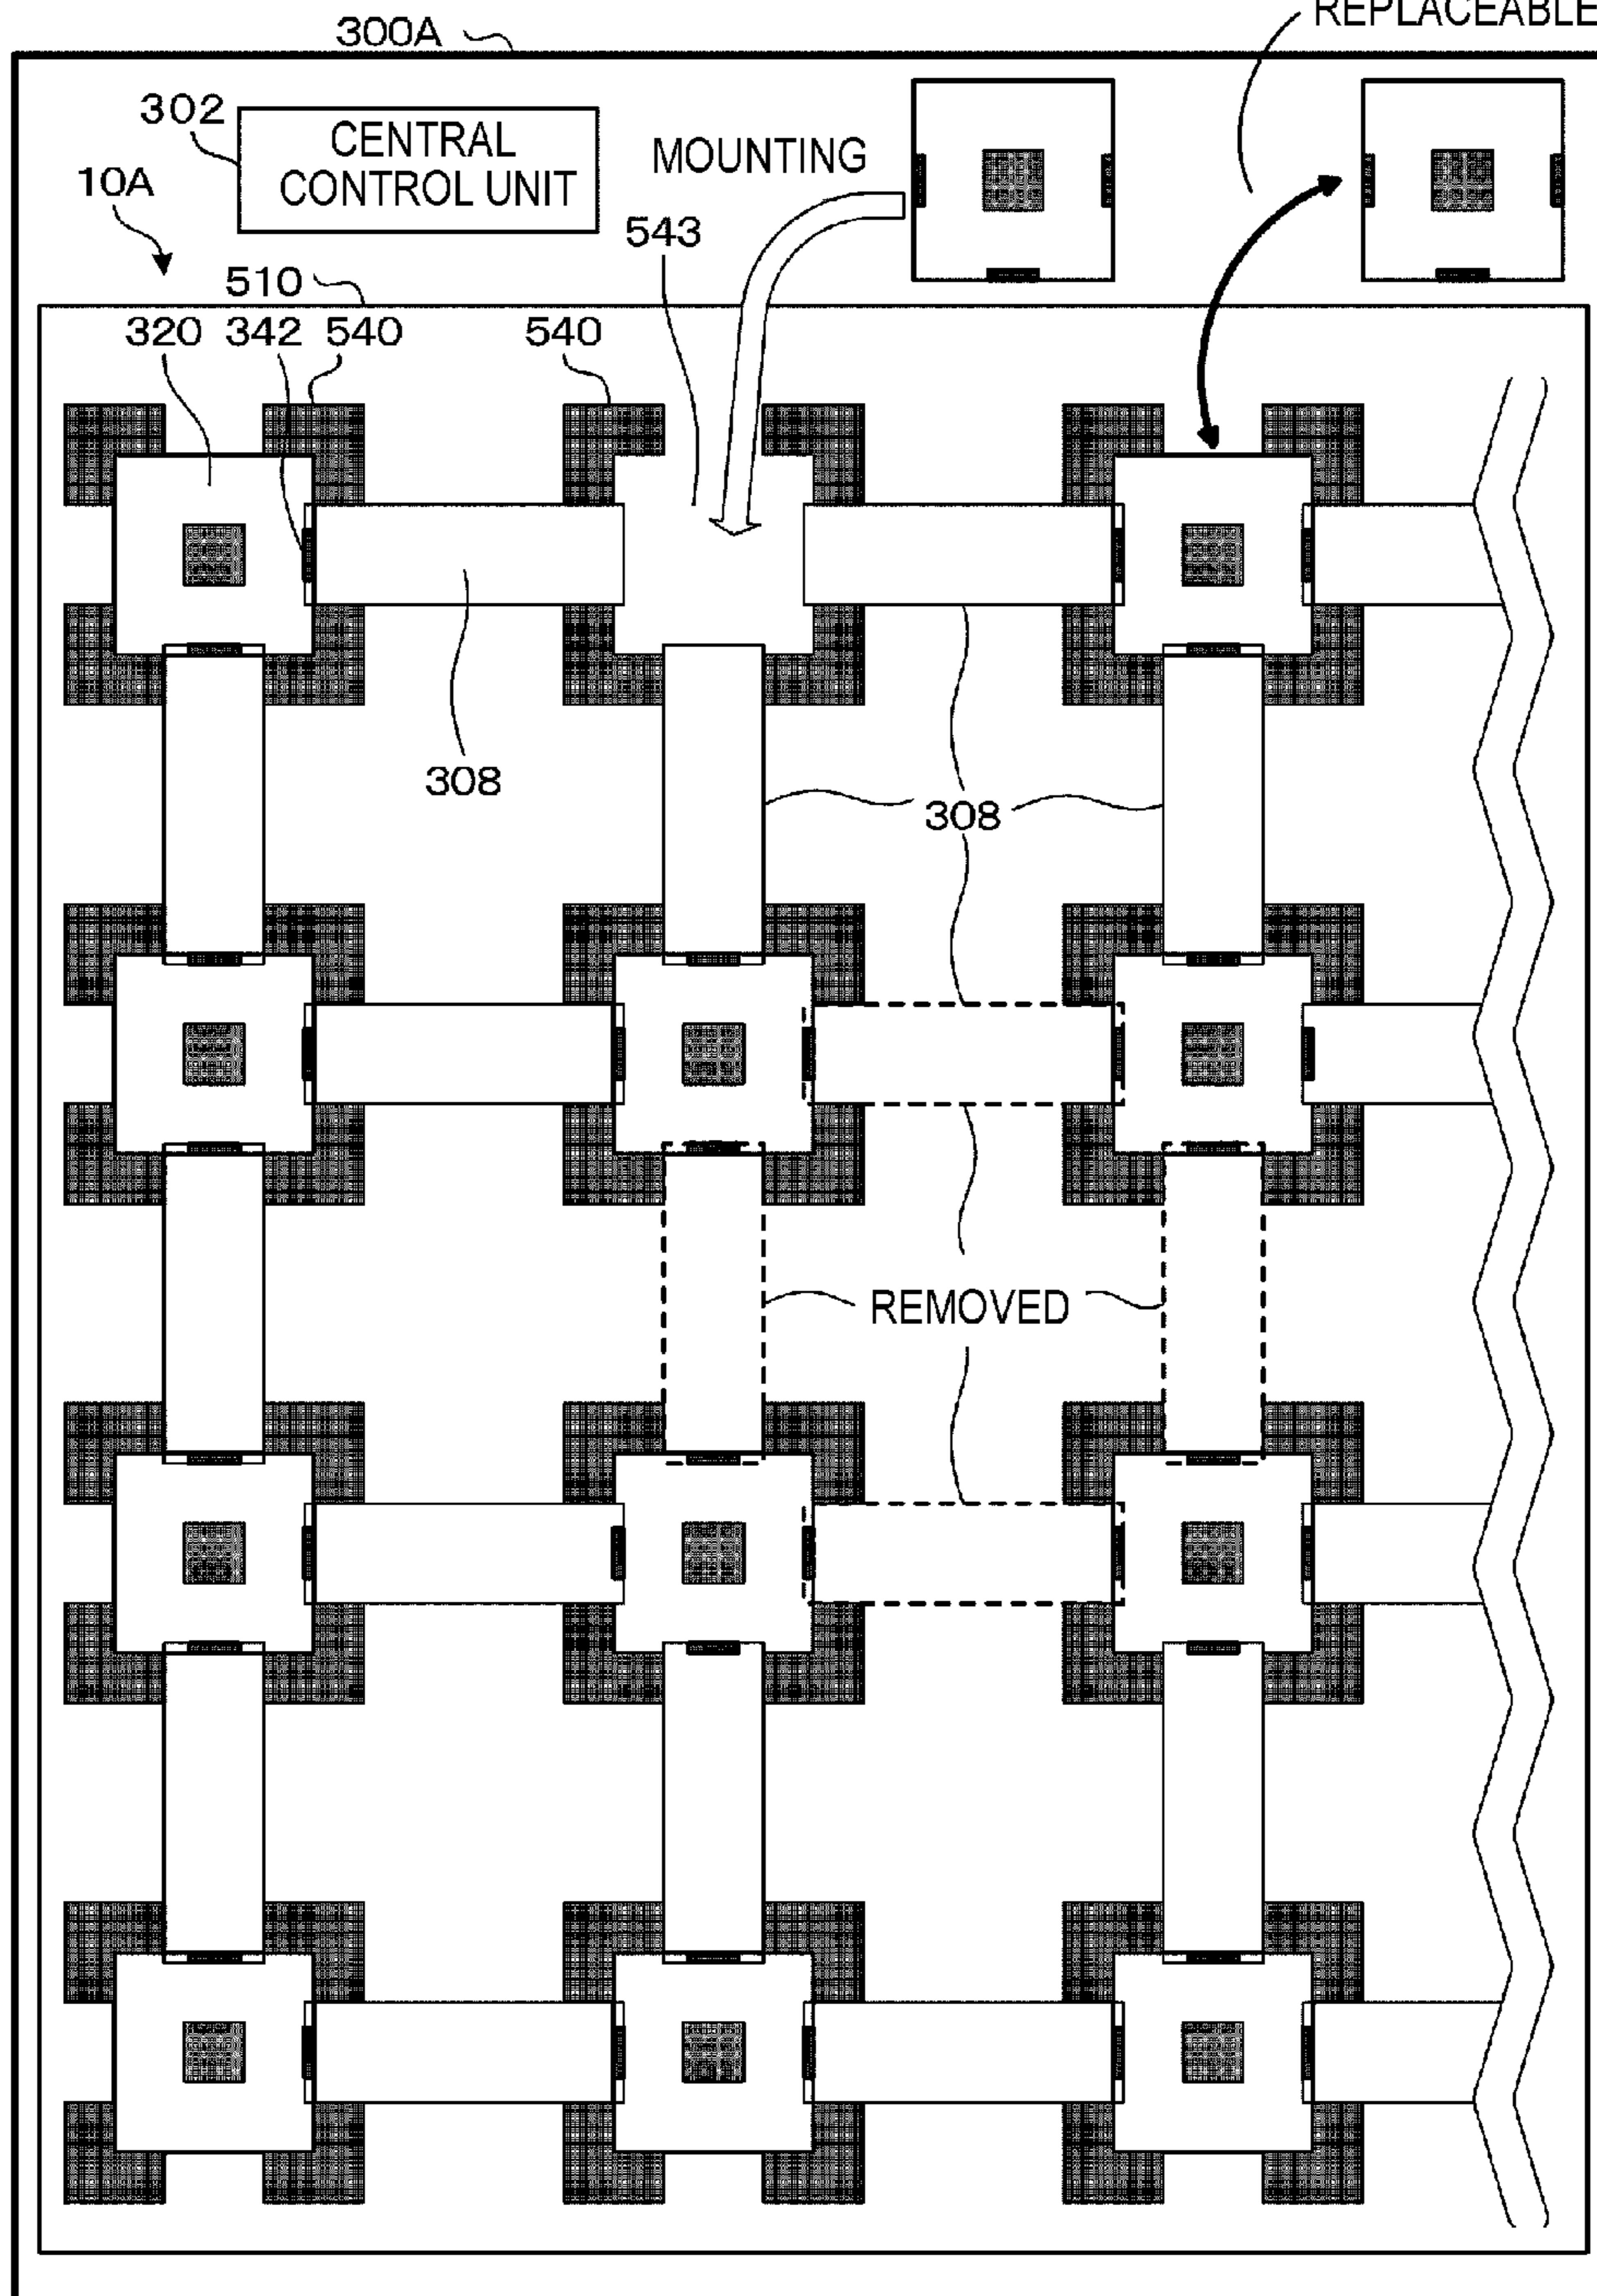 REPLACEABLE
300A
302
CENTRAL
CONTROL UNIT
MOUNTING
10A
543
510
320 342 540 540
308
308
REMOVED